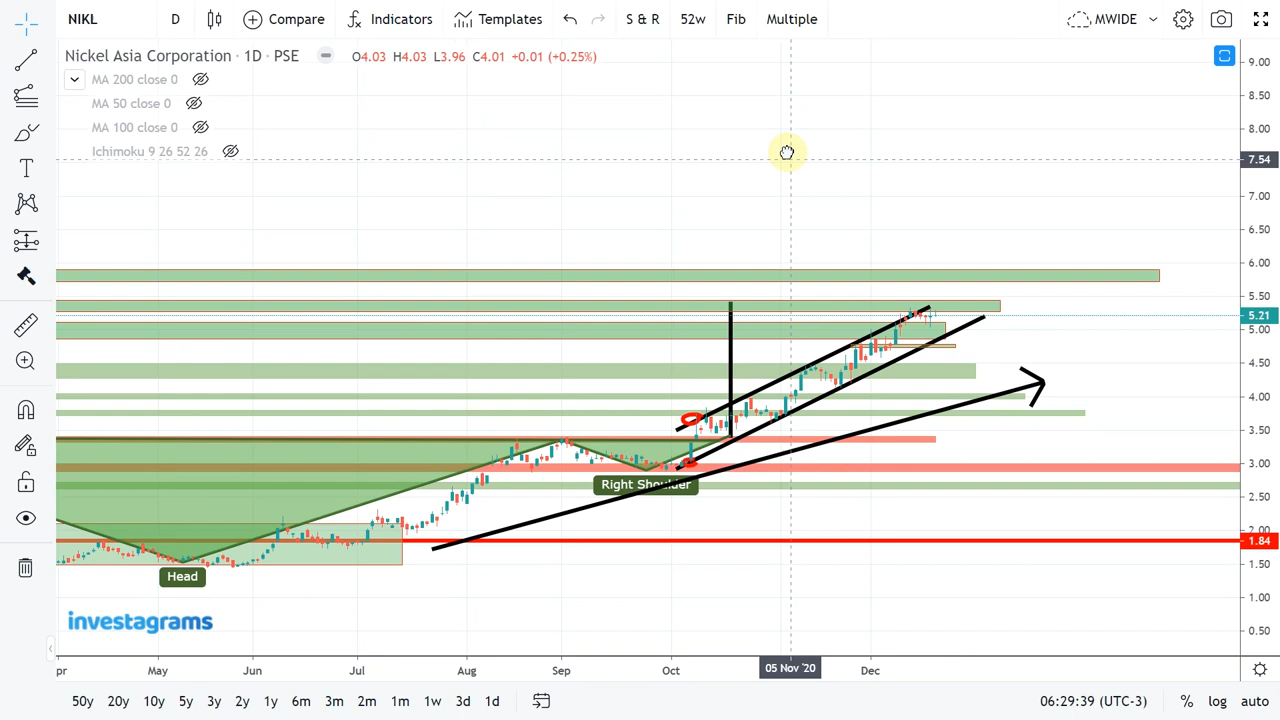 NIKL D Compare Indicators Templates S & R 52w Fib Multiple MWIDE
Nickel Asia Corporation · 1D · PSE O4.03 H4.03 L3.96 C4.01 +0.01 (+0.25%)
MA 200 close 0
MA 50 close 0
MA 100 close 0
Ichimoku 9 26 52 26
9.00
8.50
8.00
7.54
7.00
6.50
6.00
5.50
5.21
5.00
4.50
4.00
3.50
3.00
Right Shoulder
2.50
2.00
1.84
1.50
Head
1.00
investagrams
0.50
pr May Jun Jul Aug Sep Oct 05 Nov '20 Dec
50y 20y 10y 5y 3y 2y 1y 6m 3m 2m 1m 1w 3d 1d 06:29:39 (UTC-3) % log auto